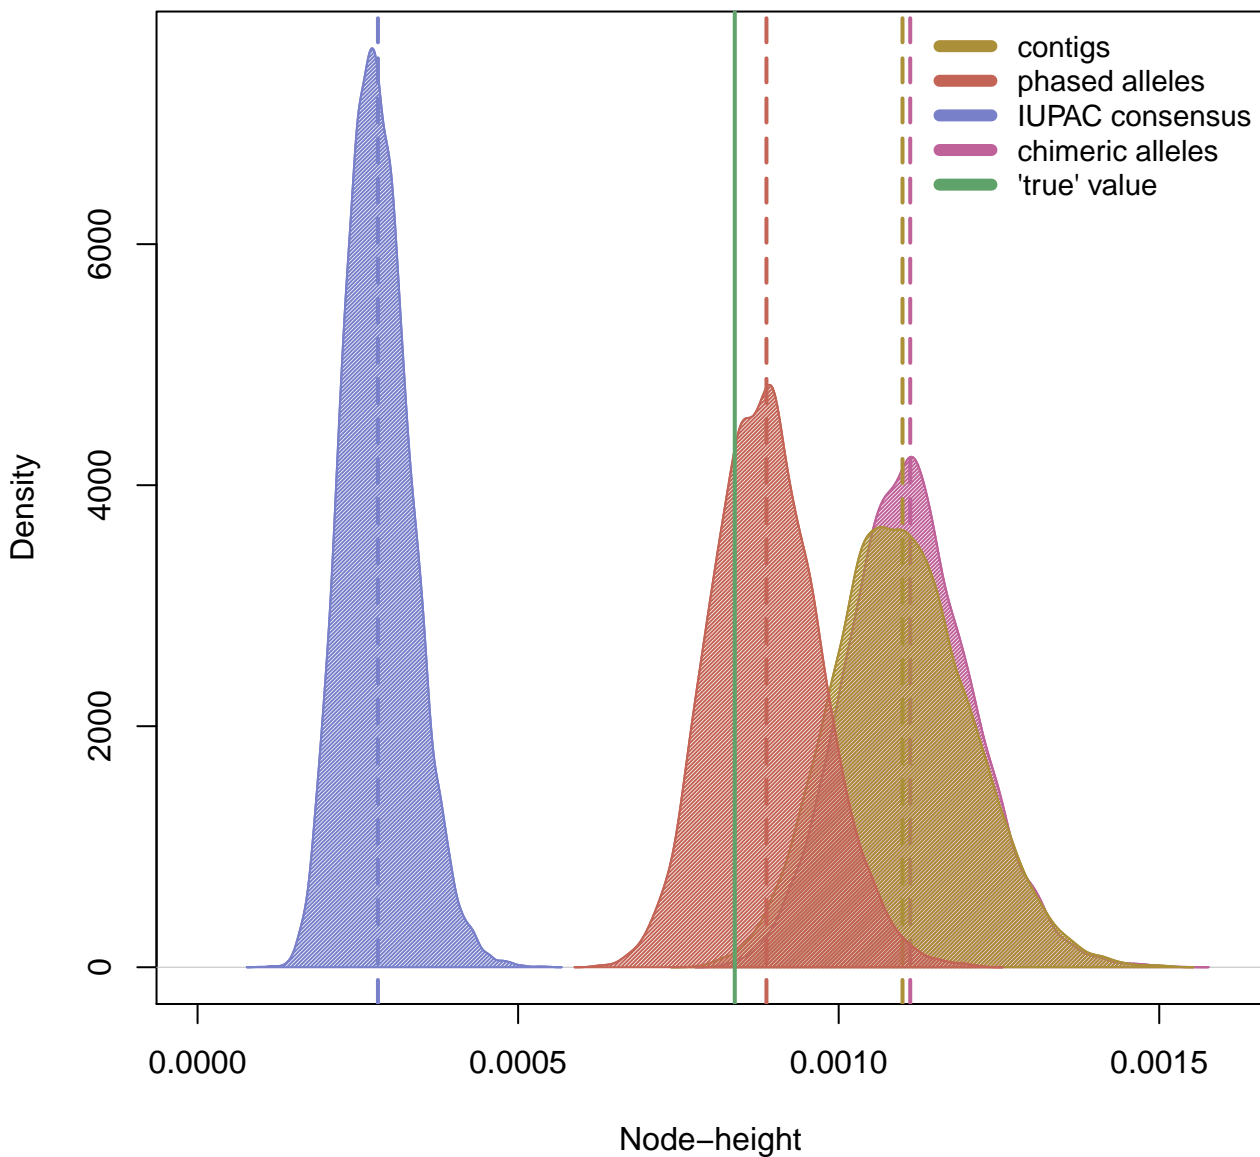 contigs
phased alleles
IUPAC consensus
chimeric alleles
'true' value
Density
6000
4000
2000
0
0.0000 0.0005 0.0010 0.0015
Node−height